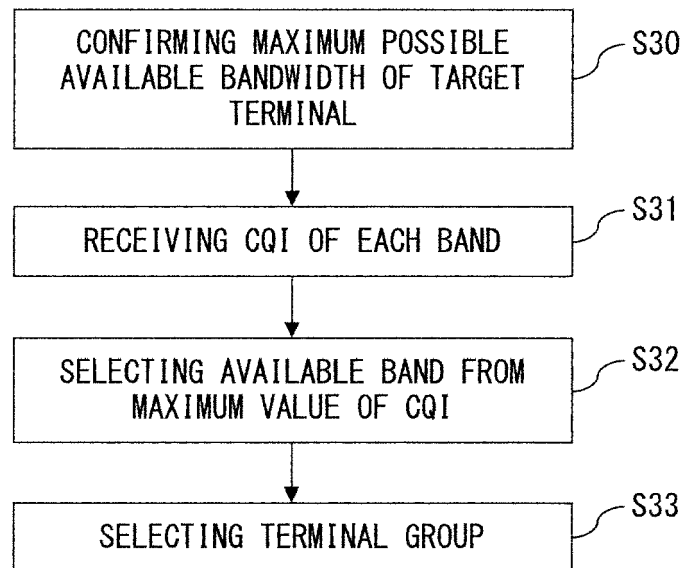 CONFIRMING MAXIMUM POSSIBLE
AVAILABLE BANDWIDTH OF TARGET
TERMINAL
S30
RECEIVING CQI OF EACH BAND
S31
SELECTING AVAILABLE BAND FROM
MAXIMUM VALUE OF CQI
S32
SELECTING TERMINAL GROUP
S33